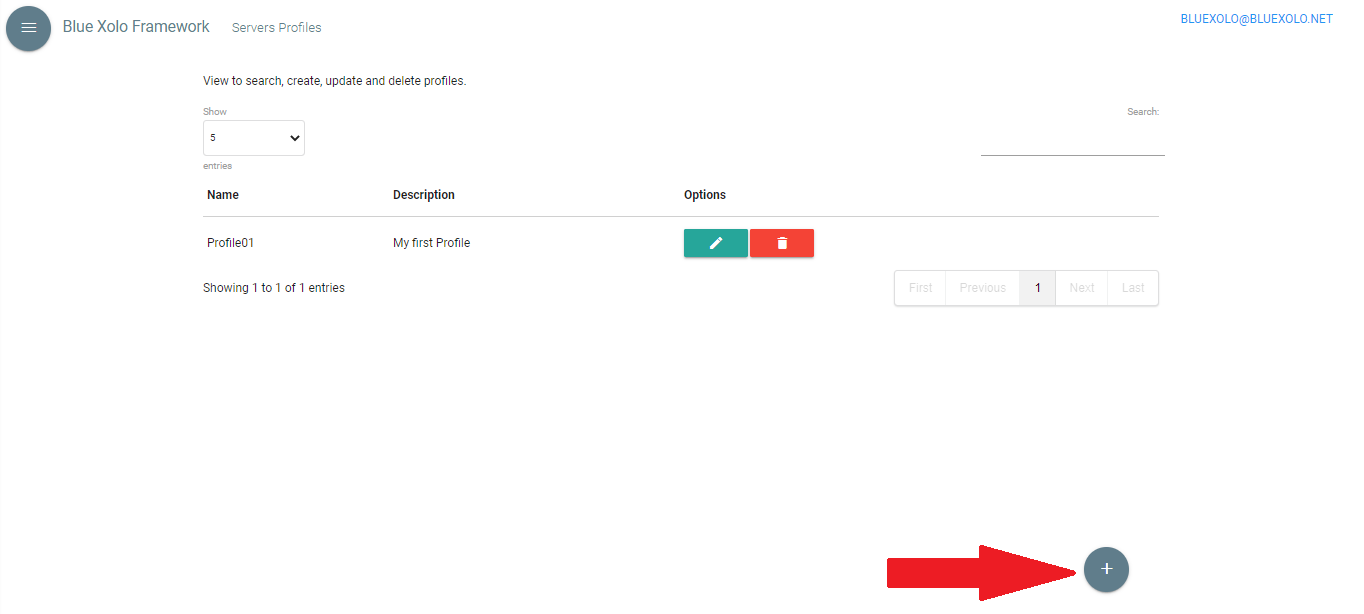 Blue Xolo Framework Servers Profiles BLUEXOLO@BLUEXOLO.NET
View to search, create, update and delete profiles.
Show Search:
5
entries
Name Description Options
Profile01 My first Profile
Showing 1 to 1 of 1 entries First Previous 1 Next Last
+